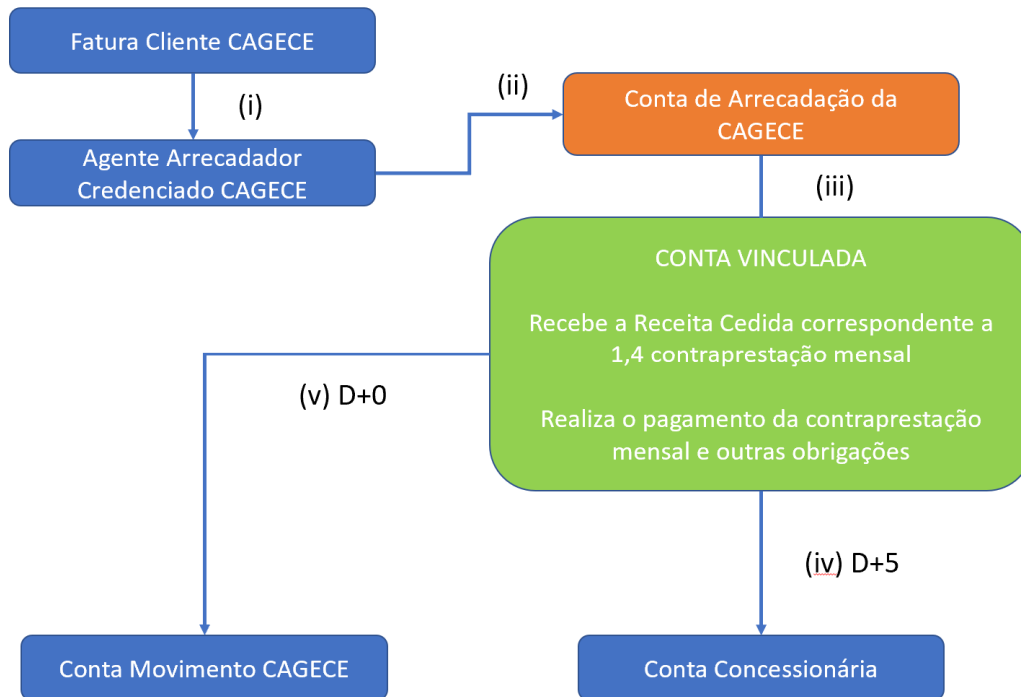 Fatura Cliente CAGECE
(i)
Agente Arrecadador
Credenciado CAGECE
(ii)
Conta de Arrecadação da
CAGECE
(iii)
CONTA VINCULADA
Recebe a Receita Cedida correspondente a
1,4 contraprestação mensal
Realiza o pagamento da contraprestação
mensal e outras obrigações
(v) D+0
(iv) D+5
Conta Movimento CAGECE
Conta Concessionária